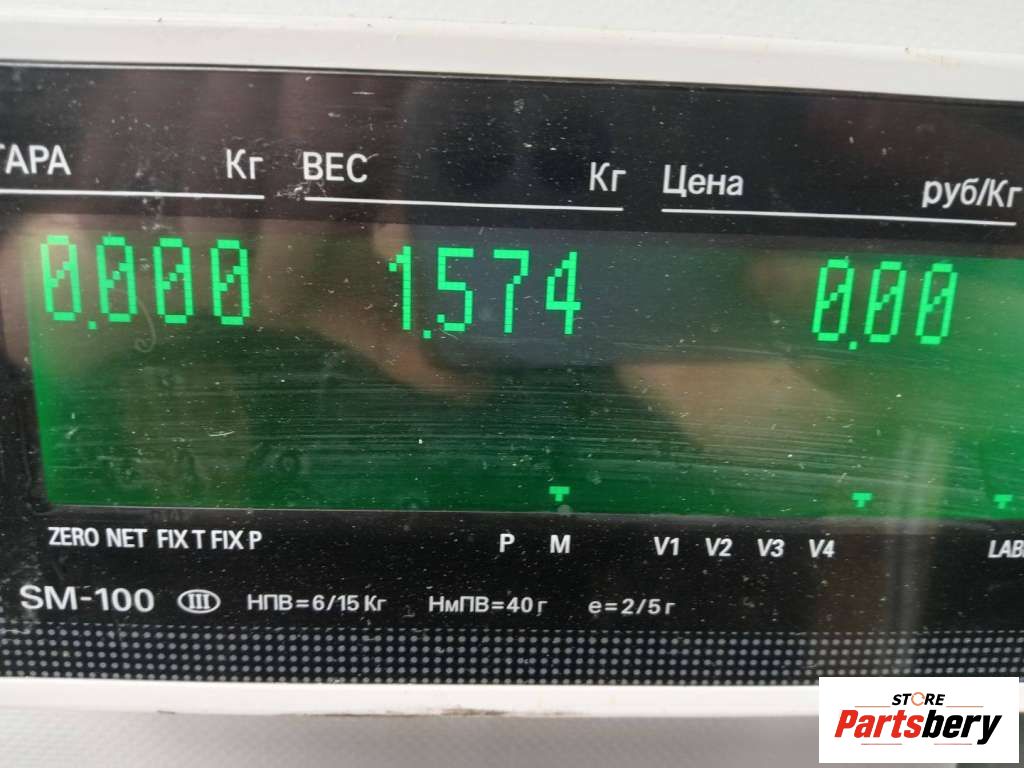 ТАРА Кг ВЕС Кг Цена руб/Кг
0.000 1.574 0.00
ZERO NET FIX T FIX P P M V1 V2 V3 V4
SM-100 III НПВ=6/15 Кг НмПВ=40 г e=2/5 г
STORE
Partsbery